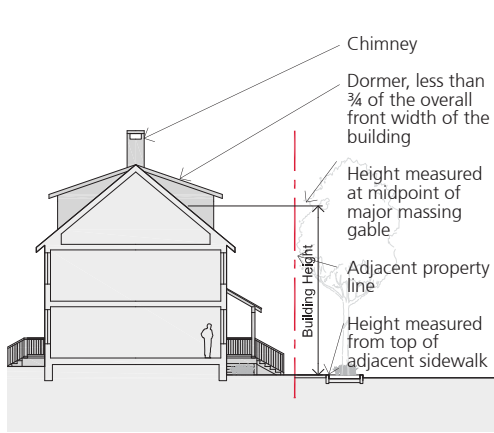 Chimney
Dormer, less than
¾ of the overall
front width of the
building
Height measured
at midpoint of
major massing
gable
Building Height
Adjacent property
line
Height measured
from top of
adjacent sidewalk